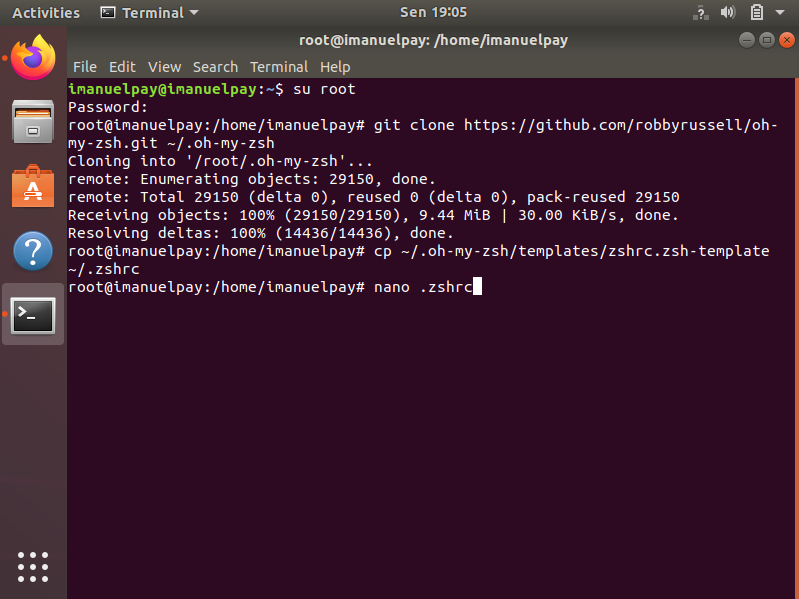 Activities
Terminal
Sen 19:05
root@imanuelpay: /home/imanuelpay
File Edit View Search Terminal Help
imanuelpay@imanuelpay:~$ su root
Password:
root@imanuelpay:/home/imanuelpay# git clone https://github.com/robbyrussell/oh-
my-zsh.git ~/.oh-my-zsh
Cloning into '/root/.oh-my-zsh'...
remote: Enumerating objects: 29150, done.
remote: Total 29150 (delta 0), reused 0 (delta 0), pack-reused 29150
Receiving objects: 100% (29150/29150), 9.44 MiB | 30.00 KiB/s, done.
Resolving deltas: 100% (14436/14436), done.
root@imanuelpay:/home/imanuelpay# cp ~/.oh-my-zsh/templates/zshrc.zsh-template
~/.zshrc
root@imanuelpay:/home/imanuelpay# nano .zshrc